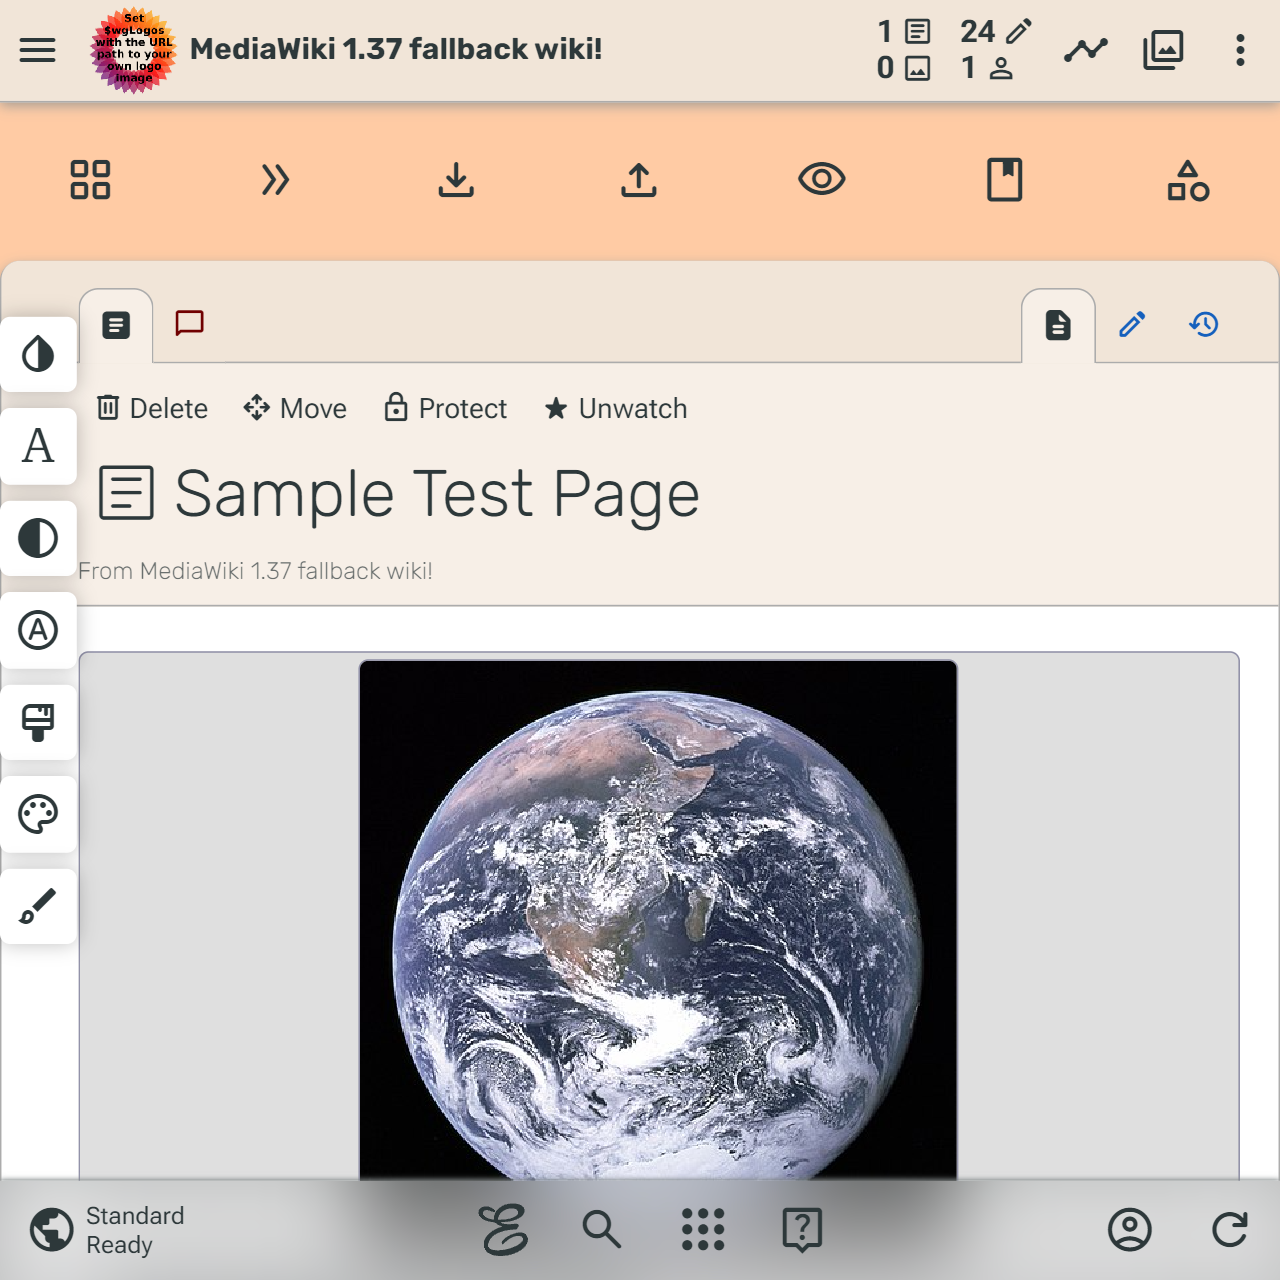 Set
$wgLogos
with the URL
path to your
own logo
image
MediaWiki 1.37 fallback wiki!
1 24
0 1
Delete Move Protect Unwatch
Sample Test Page
From MediaWiki 1.37 fallback wiki!
A
A
Standard
Ready